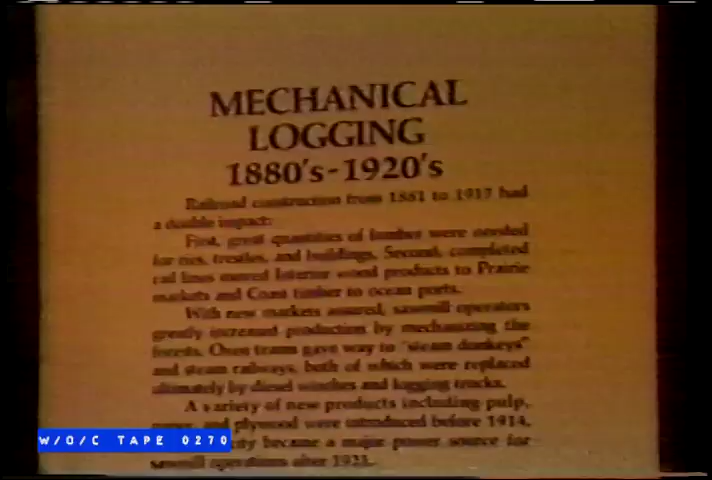 MECHANICAL
LOGGING
1880's-1920's
Railroad construction from 1881 to 1917 had
a double impact:
First, great quantities of lumber were needed
for ties, trestles, and buildings. Second, completed
rail lines moved Interior wood products to Prairie
markets and Coast timber to ocean ports.
With new markets assured, sawmill operators
greatly increased production by mechanizing the
forests. Oxen teams gave way to "steam donkeys"
and steam railways, both of which were replaced
ultimately by diesel winches and logging trucks.
A variety of new products including pulp,
and plywood were introduced before 1914,
became a major power source for
sawmill operations after
W/O/C TAPE 0270